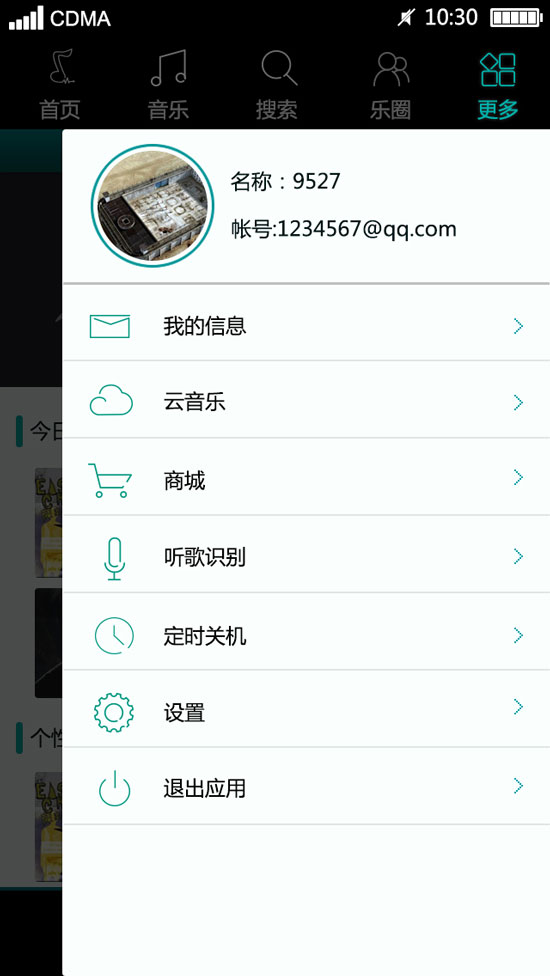 CDMA 10:30
首页 音乐 搜索 乐圈 更多
名称：9527
帐号:1234567@qq.com
我的信息
云音乐
商城
今日
听歌识别
定时关机
设置
个性
退出应用